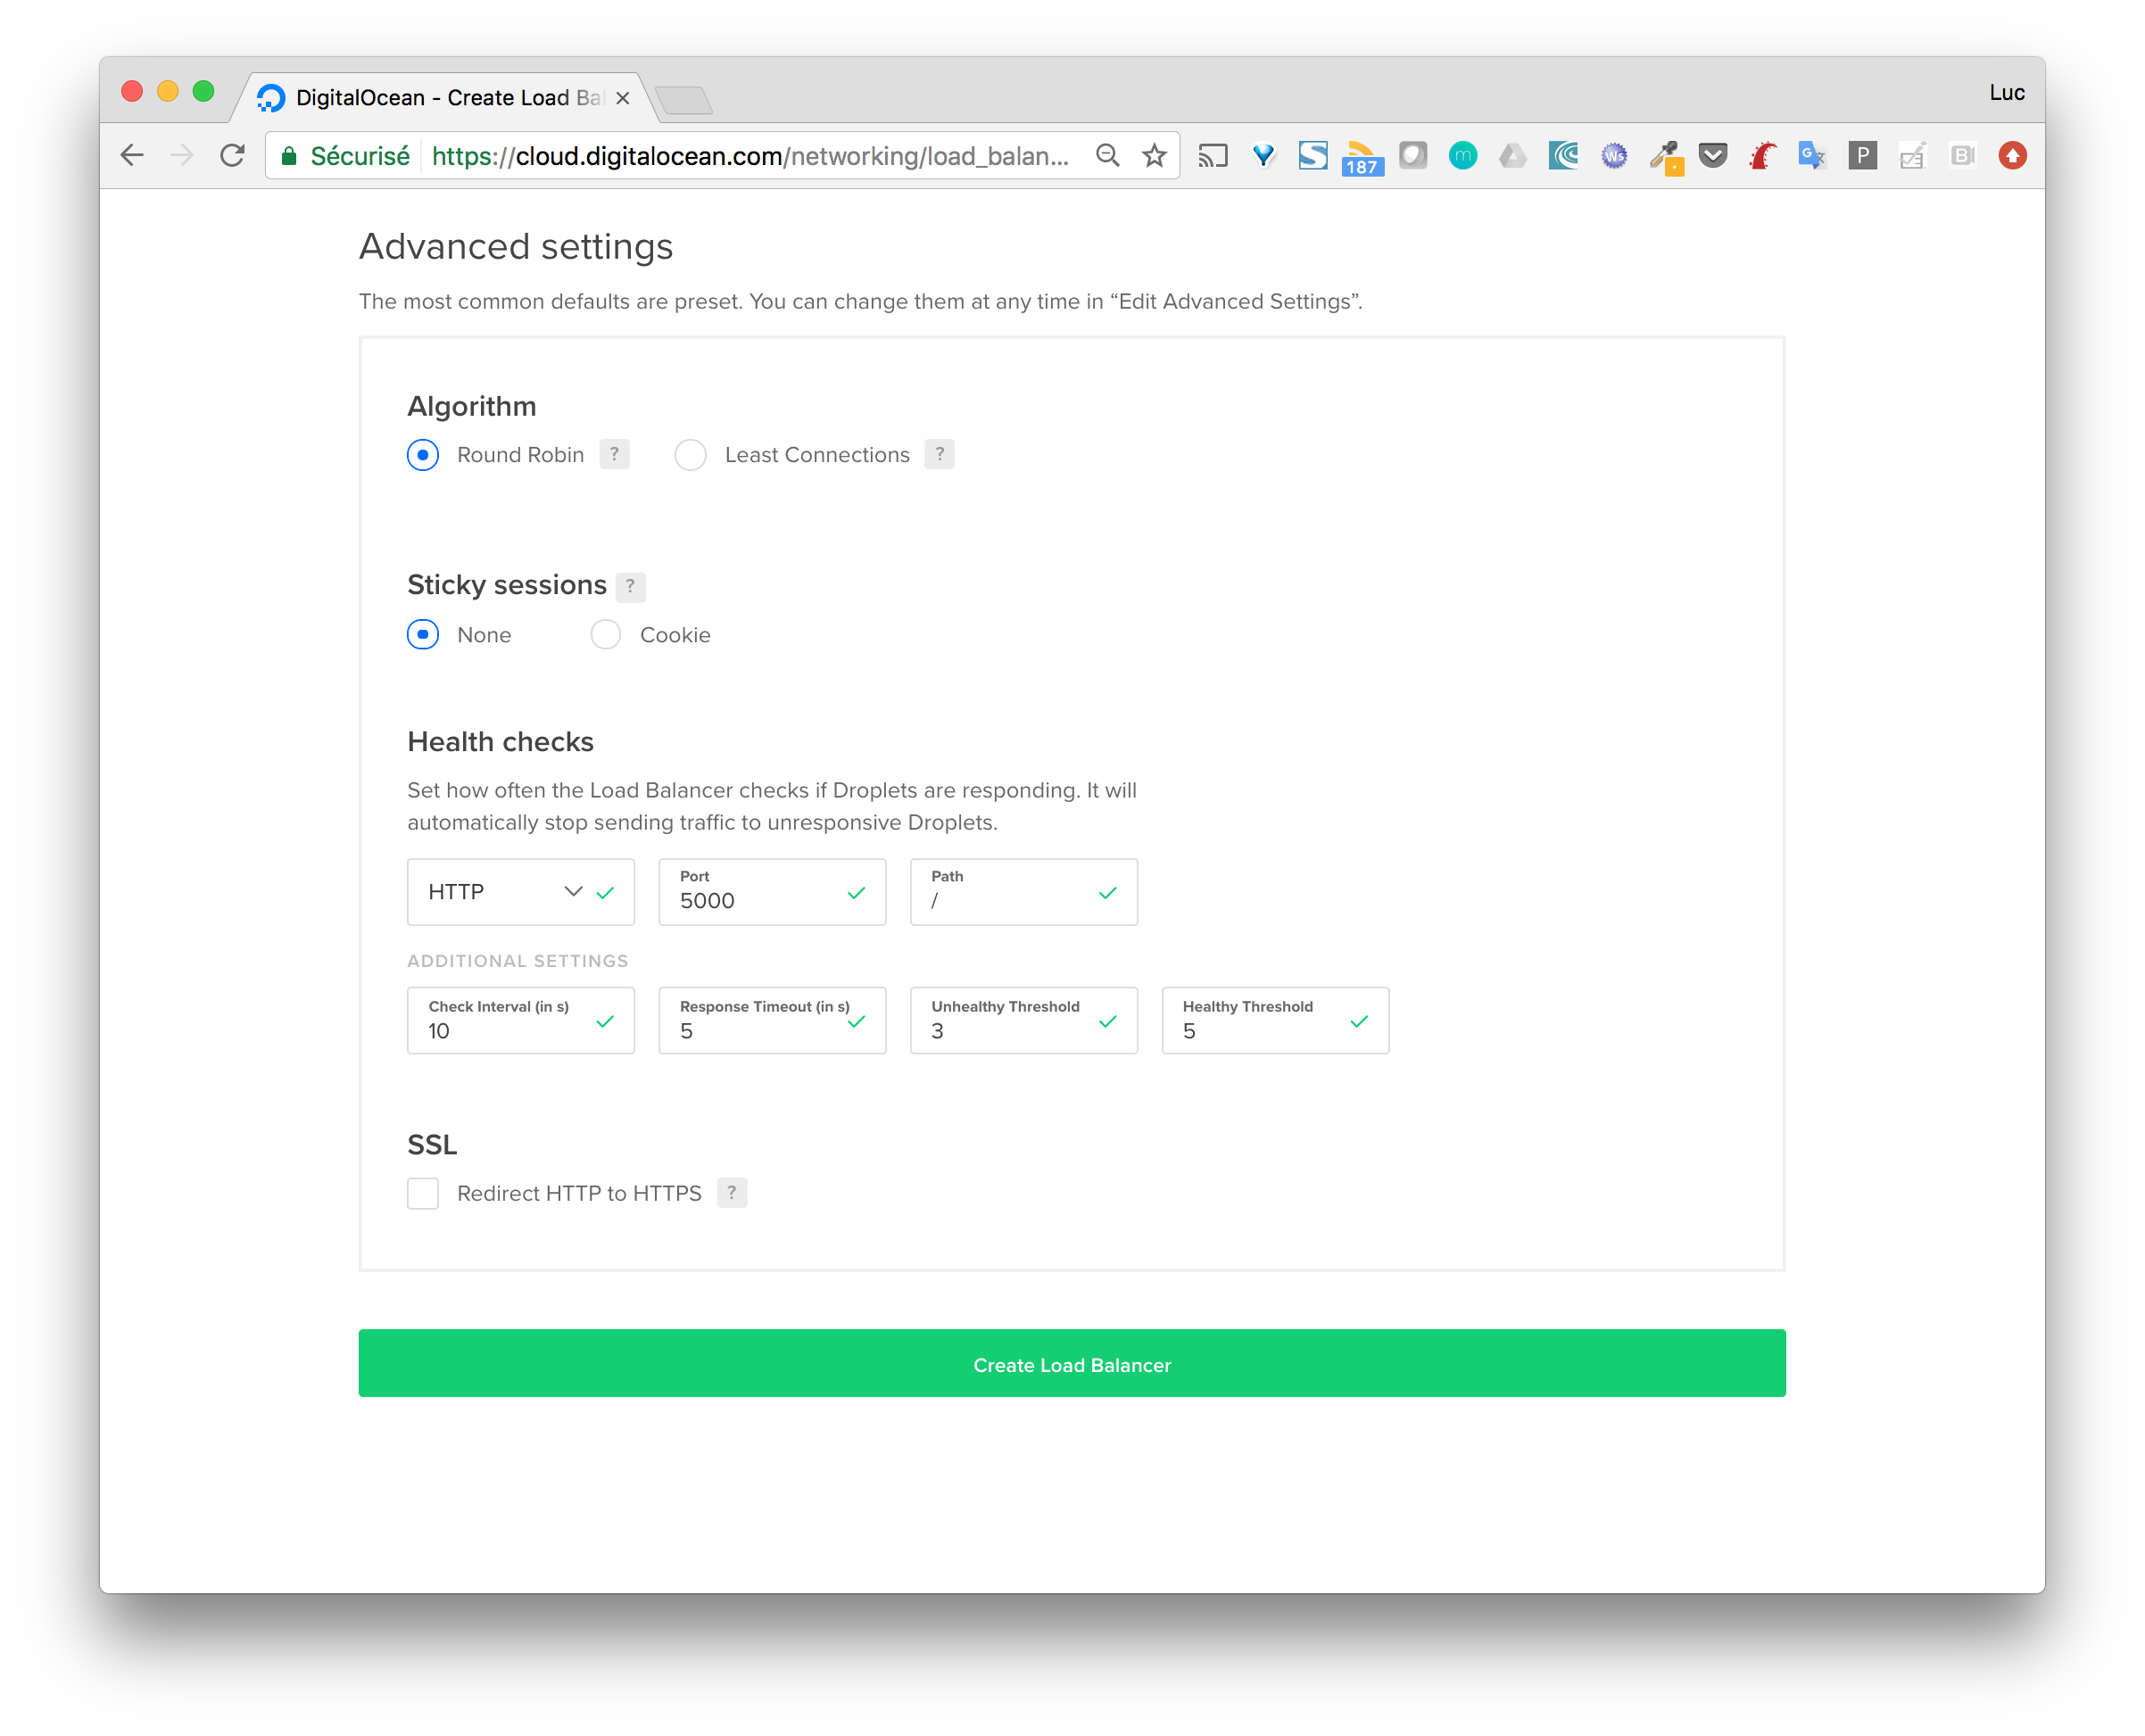 DigitalOcean - Create Load Bal
Luc
Sécurisé https://cloud.digitalocean.com/networking/load_balan...
187
m
Ws
G
P
B
Advanced settings
The most common defaults are preset. You can change them at any time in “Edit Advanced Settings”.
Algorithm
Round Robin ? Least Connections ?
Sticky sessions ?
None Cookie
Health checks
Set how often the Load Balancer checks if Droplets are responding. It will
automatically stop sending traffic to unresponsive Droplets.
HTTP
Port
5000
Path
/
ADDITIONAL SETTINGS
Check Interval (in s)
10
Response Timeout (in s)
5
Unhealthy Threshold
3
Healthy Threshold
5
SSL
Redirect HTTP to HTTPS ?
Create Load Balancer